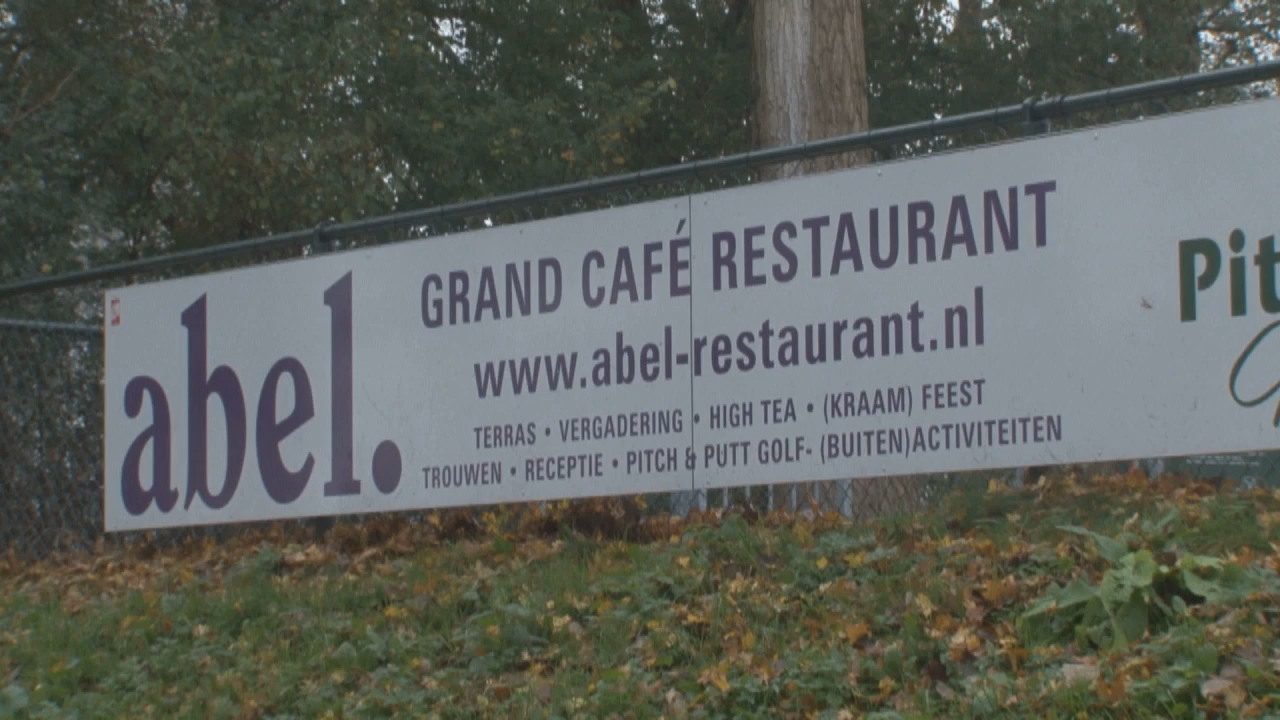 abel.
GRAND CAFÉ RESTAURANT
www.abel-restaurant.nl
TERRAS • VERGADERING • HIGH TEA • (KRAAM) FEEST
TROUWEN • RECEPTIE • PITCH & PUTT GOLF- (BUITEN)ACTIVITEITEN
Pit